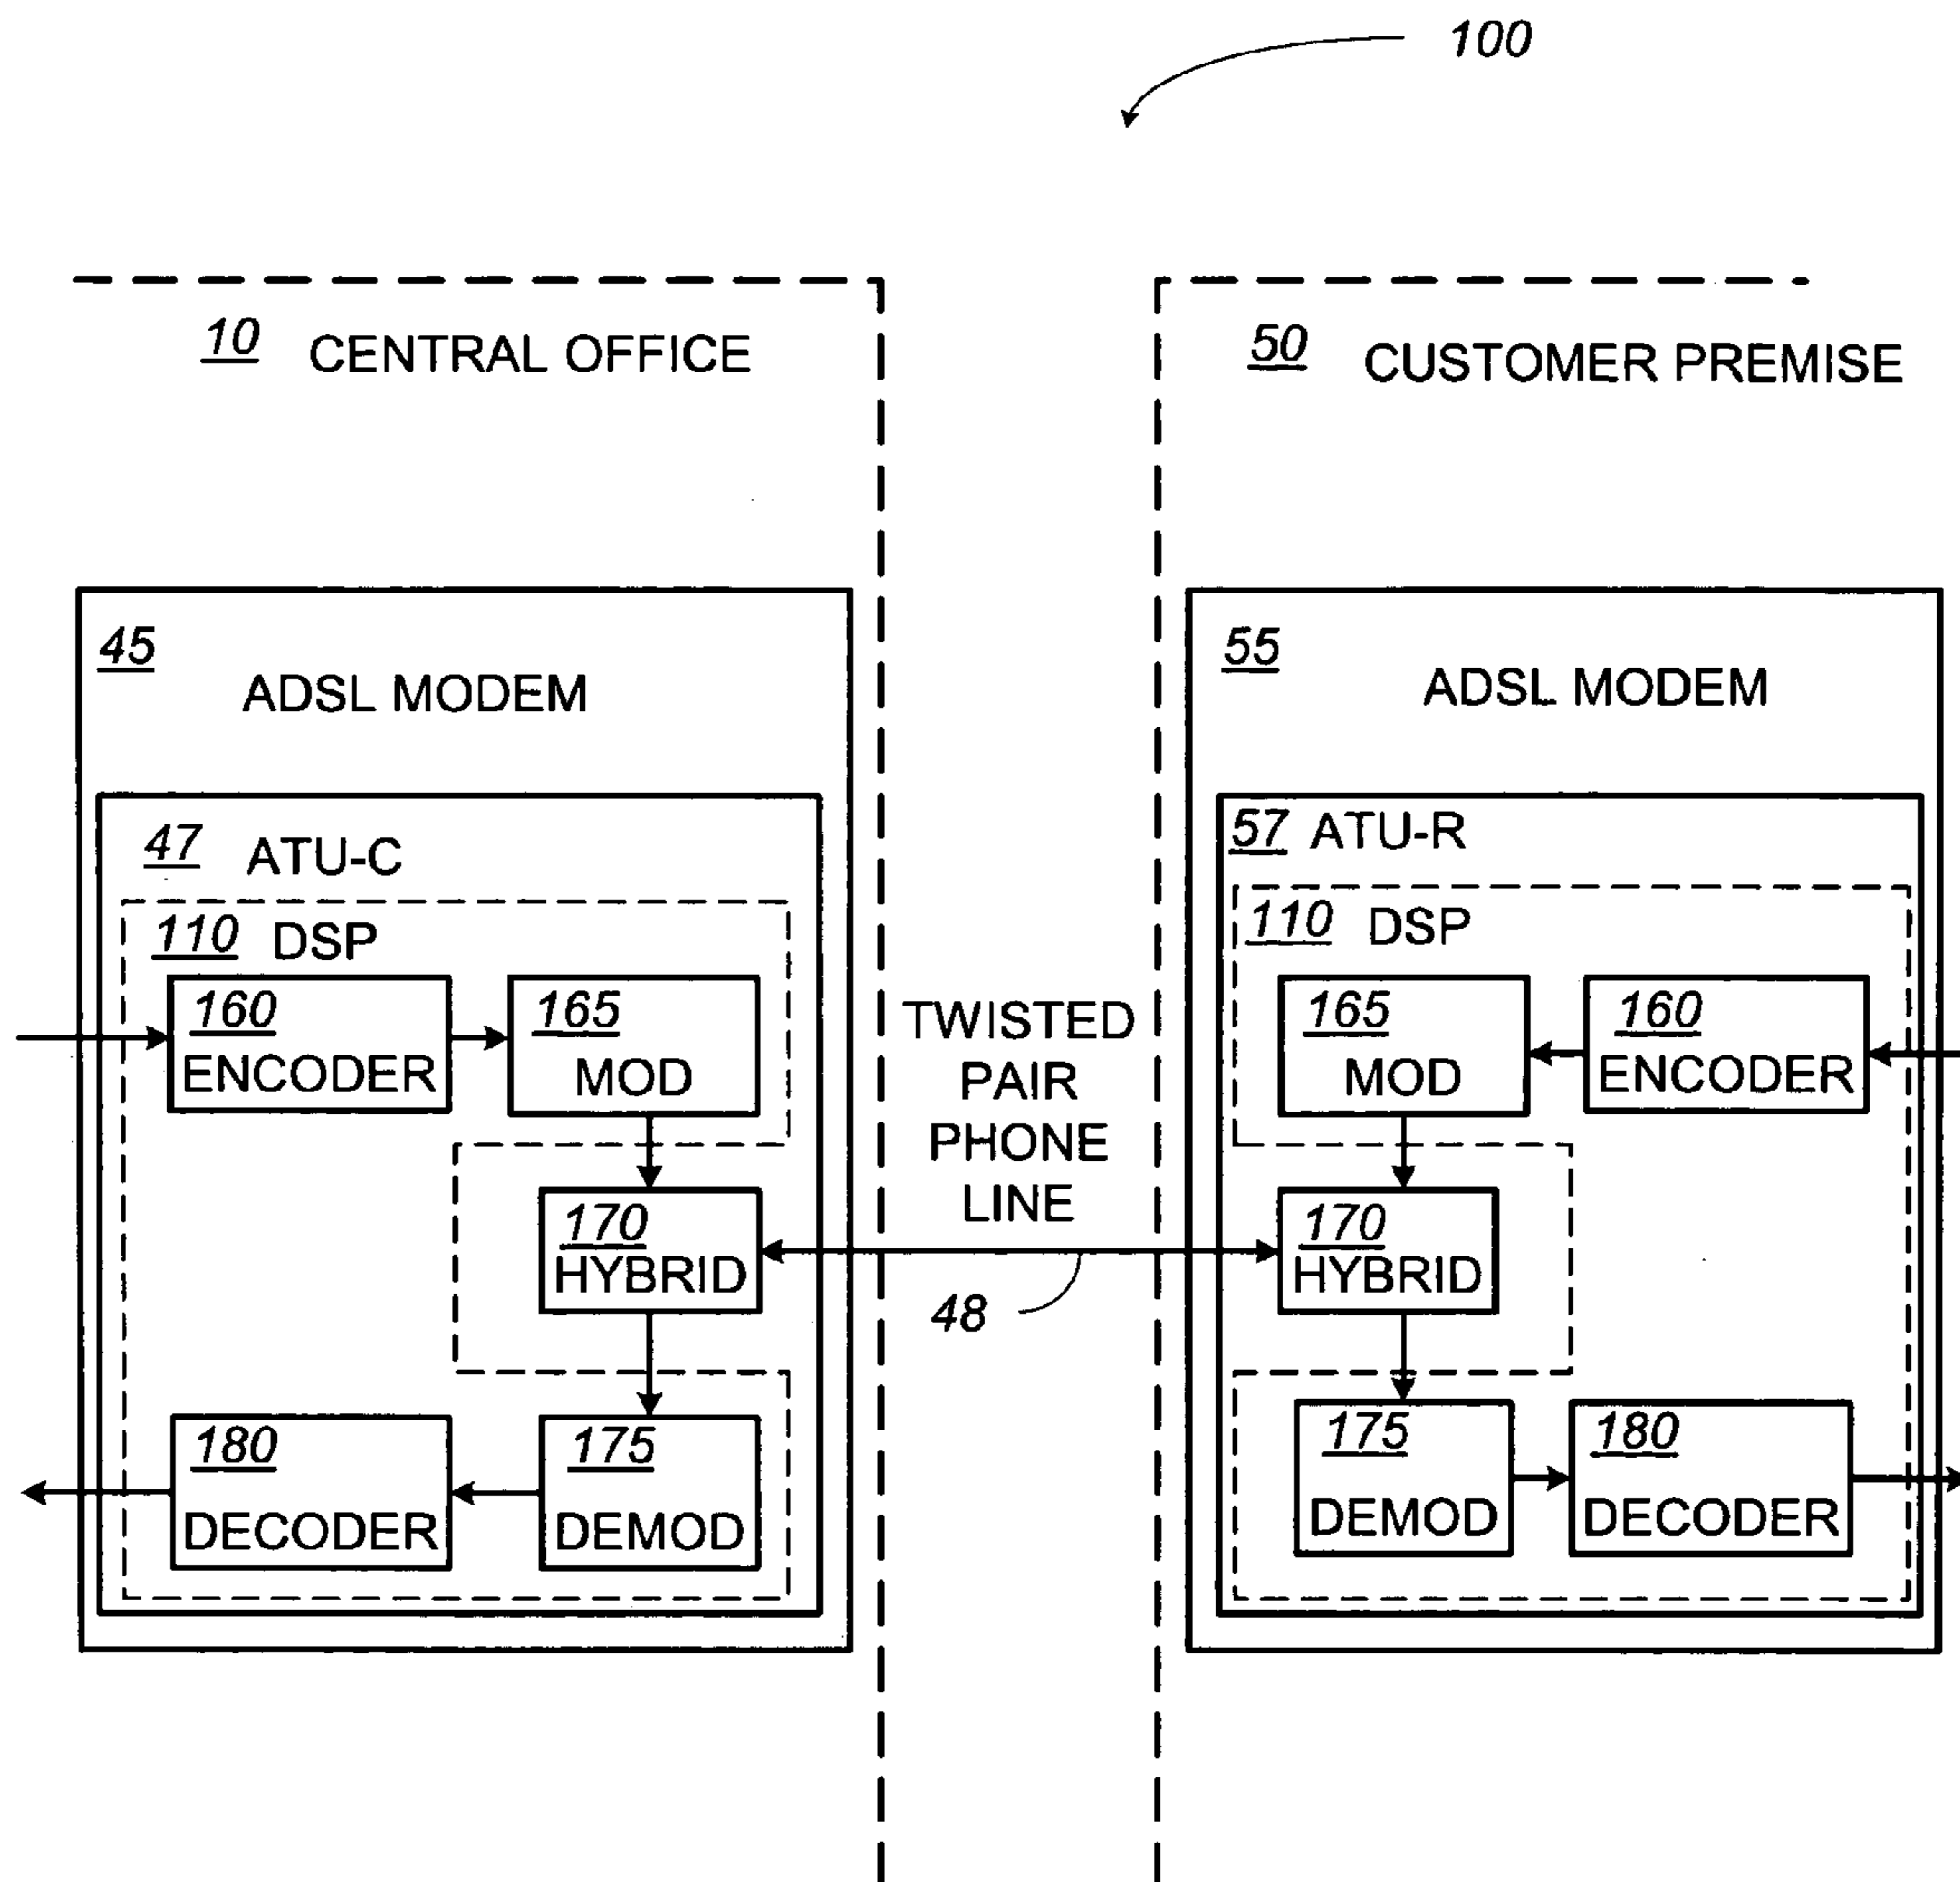 100
10 CENTRAL OFFICE
50 CUSTOMER PREMISE
45
ADSL MODEM
47 ATU-C
110 DSP
160
ENCODER
165
MOD
170
HYBRID
180
DECODER
175
DEMOD
TWISTED
PAIR
PHONE
LINE
48
55
ADSL MODEM
57 ATU-R
110 DSP
165
MOD
160
ENCODER
170
HYBRID
175
DEMOD
180
DECODER